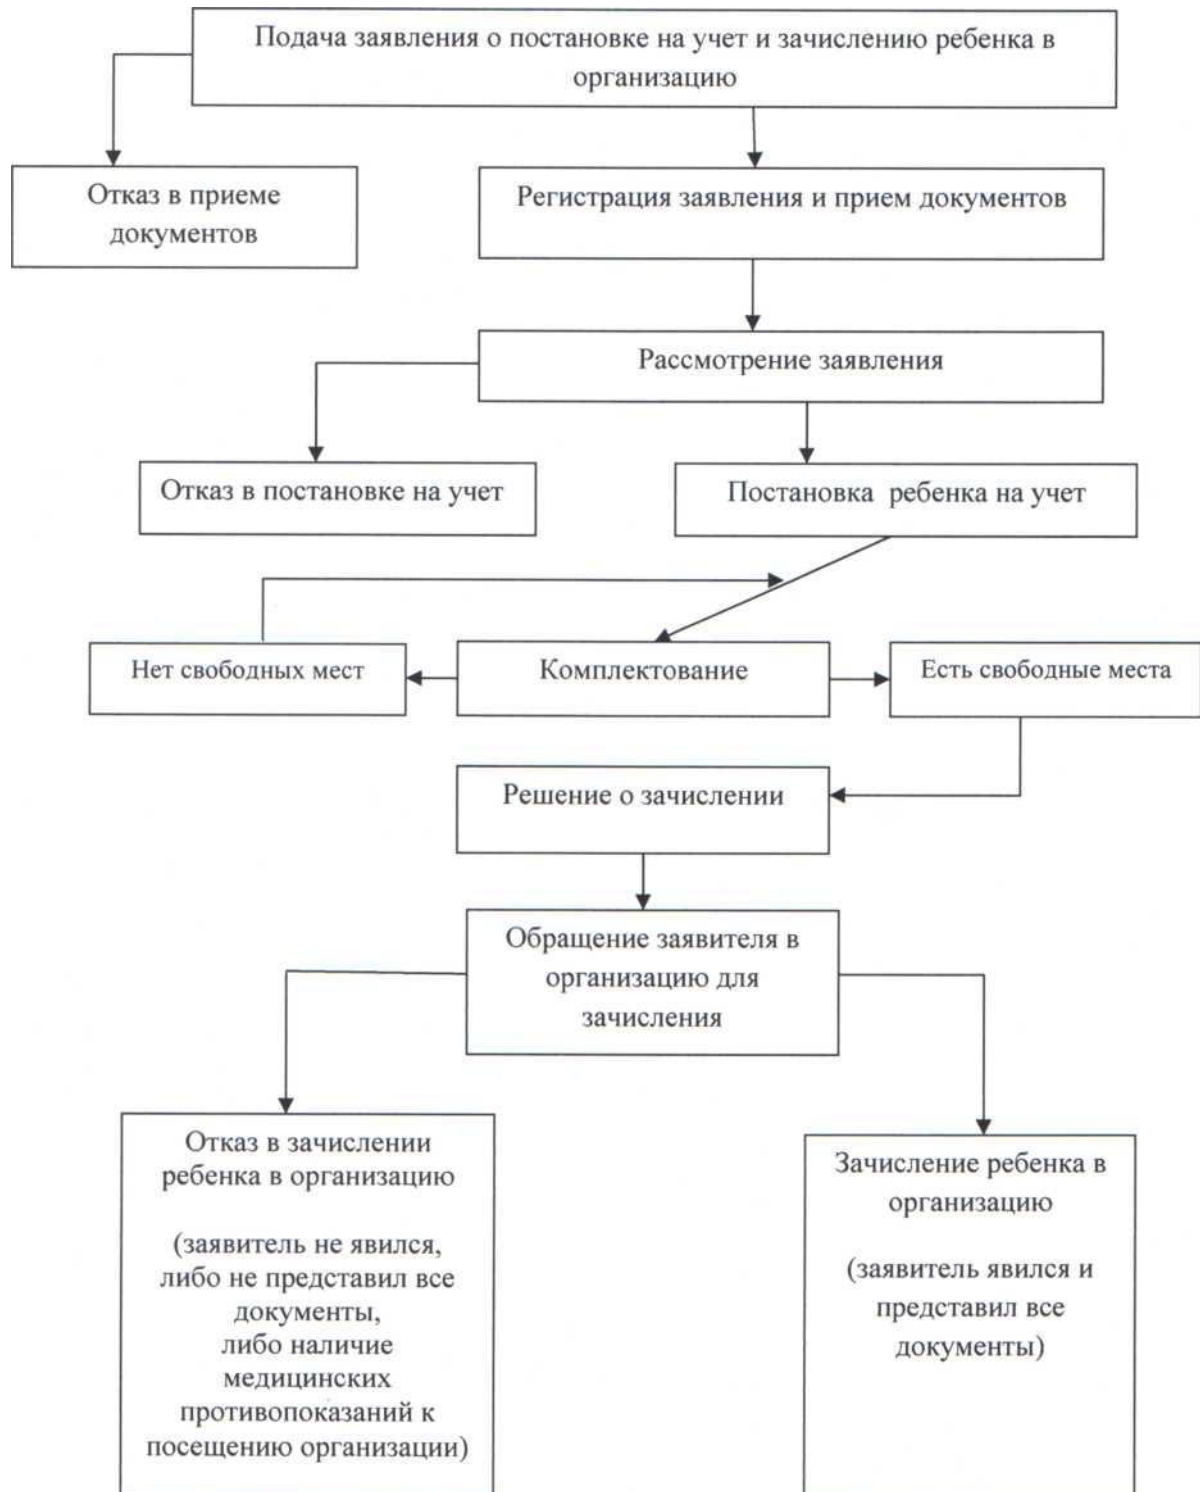 Подача заявления о постановке на учет и зачислению ребенка в
организацию
Отказ в приеме
документов
Регистрация заявления и прием документов
Рассмотрение заявления
Отказ в постановке на учет
Постановка ребенка на учет
Нет свободных мест
Комплектование
Есть свободные места
Решение о зачислении
Обращение заявителя в
организацию для
зачисления
Отказ в зачислении
ребенка в организацию
(заявитель не явился,
либо не представил все
документы,
либо наличие
медицинских
противопоказаний к
посещению организации)
Зачисление ребенка в
организацию
(заявитель явился и
представил все
документы)